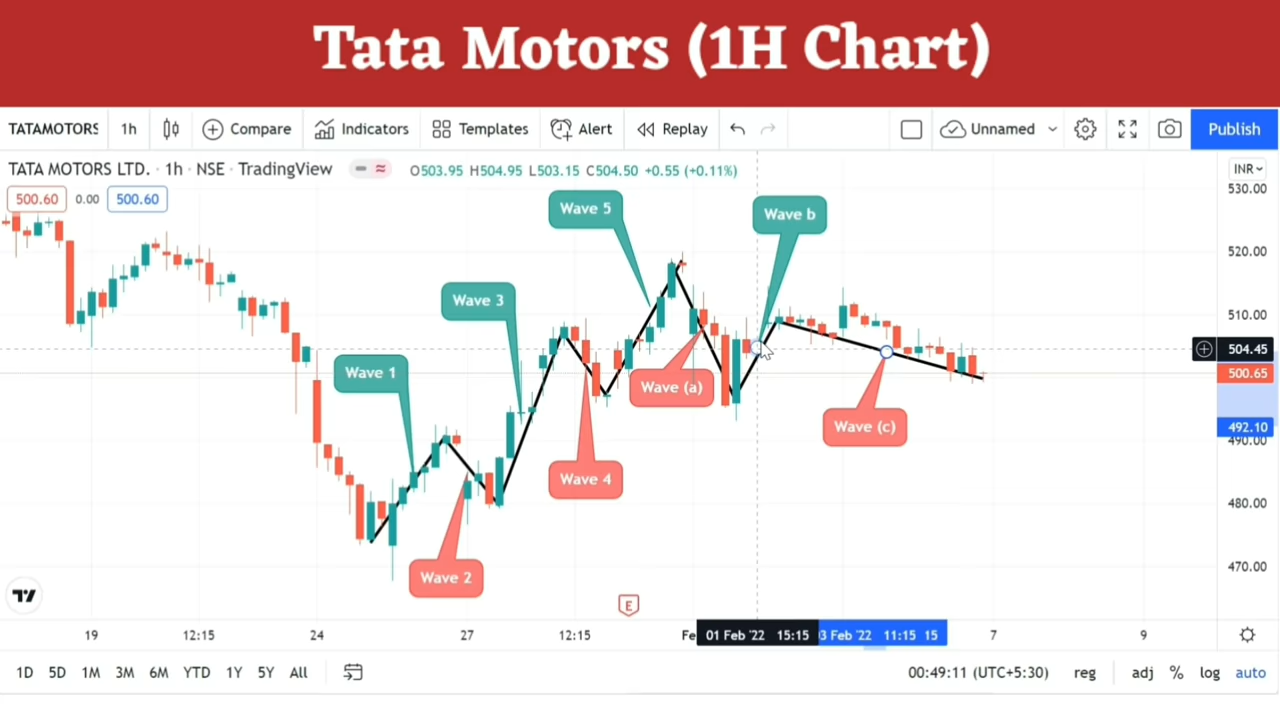 Tata Motors (1H Chart)
TATAMOTORS 1h Compare Indicators Templates Alert Replay Unnamed Publish
TATA MOTORS LTD. · 1h · NSE · TradingView O503.95 H504.95 L503.15 C504.50 +0.55 (+0.11%) INR
500.60 0.00 500.60
530.00
Wave 5
Wave b
520.00
Wave 3
510.00
504.45
Wave 1
500.65
Wave (a)
Wave (c)
492.10
490.00
Wave 4
480.00
470.00
Wave 2
E
19 12:15 24 27 12:15 Fe 01 Feb '22 15:15 3 Feb '22 11:15 15 7 9
1D 5D 1M 3M 6M YTD 1Y 5Y All 00:49:11 (UTC+5:30) reg adj % log auto